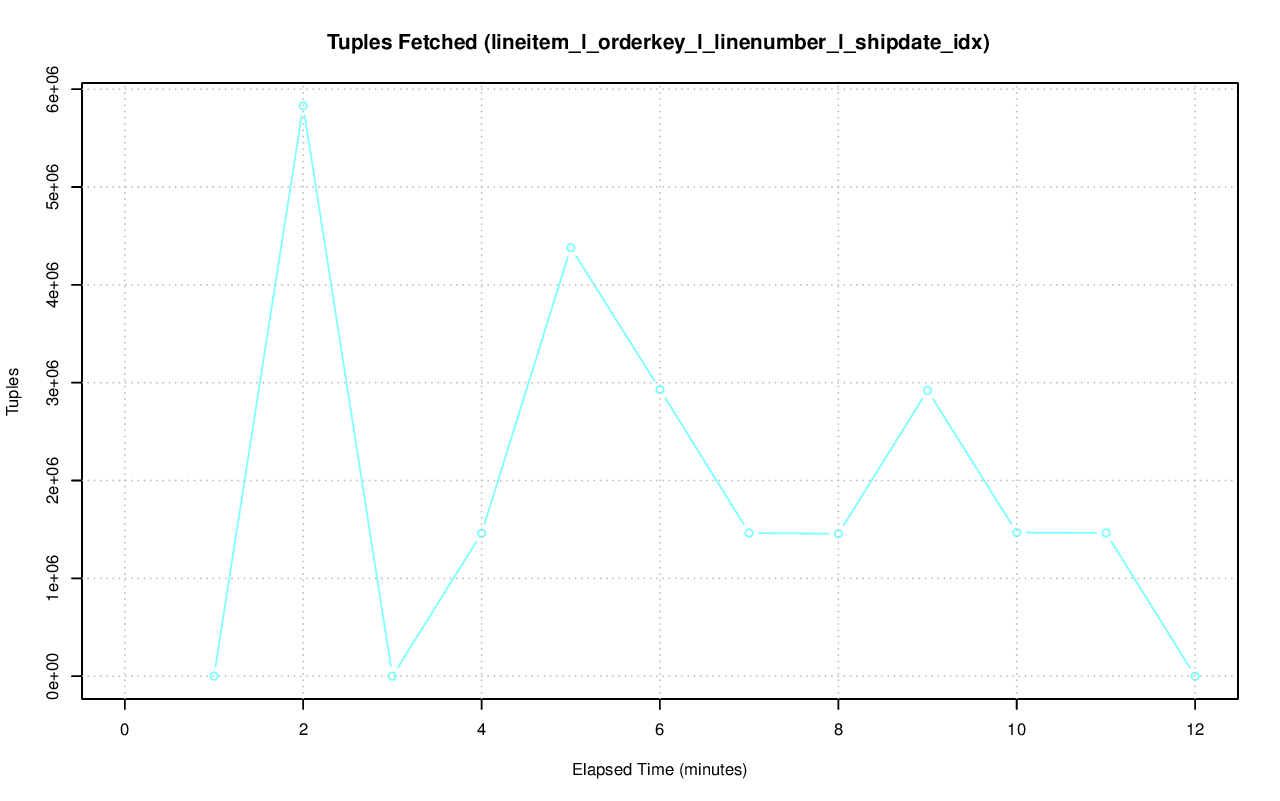 Tuples Fetched (lineitem_l_orderkey_l_linenumber_l_shipdate_idx)
6e+06
5e+06
4e+06
3e+06
2e+06
1e+06
0e+00
Tuples
0 2 4 6 8 10 12
Elapsed Time (minutes)